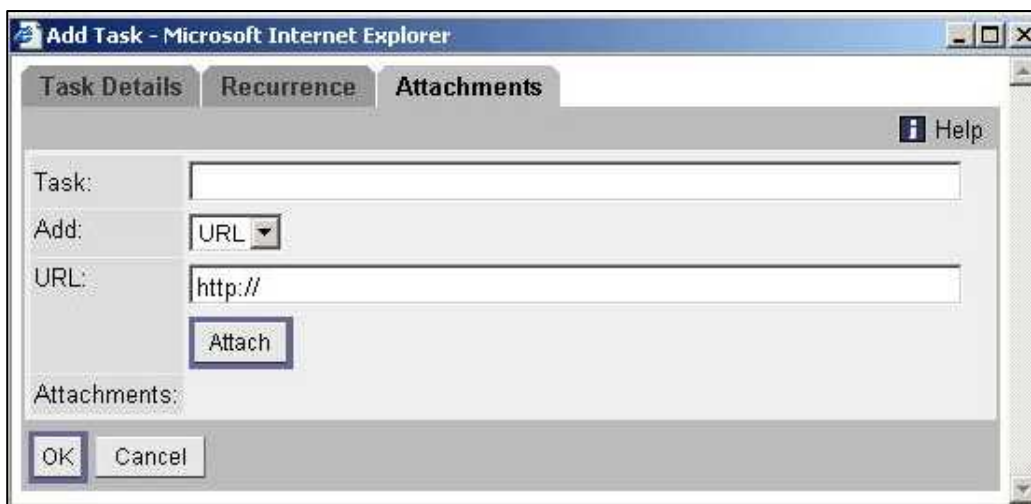 Add Task - Microsoft Internet Explorer
Task Details Recurrence Attachments
Help
Task:
Add: URL
URL: http://
Attach
Attachments:
OK Cancel